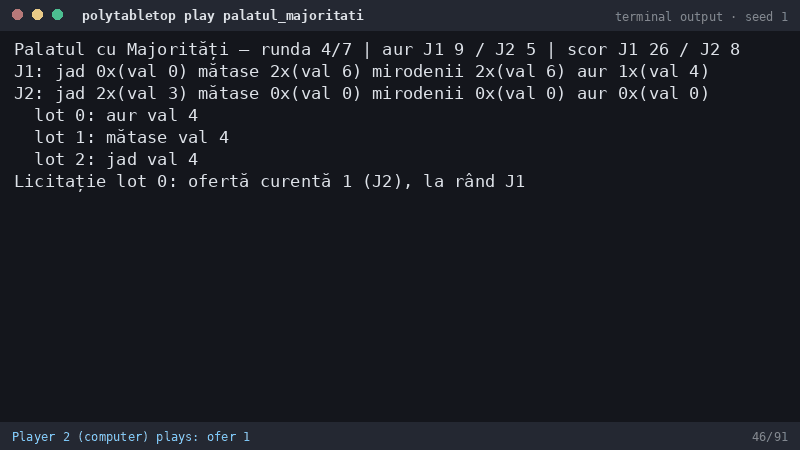 polytabletop play palatul_majoritati
terminal output · seed 1
Palatul cu Majorități — runda 4/7 | aur J1 9 / J2 5 | scor J1 26 / J2 8
J1: jad 0x(val 0) mătase 2x(val 6) mirodenii 2x(val 6) aur 1x(val 4)
J2: jad 2x(val 3) mătase 0x(val 0) mirodenii 0x(val 0) aur 0x(val 0)
lot 0: aur val 4
lot 1: mătase val 4
lot 2: jad val 4
Licitație lot 0: ofertă curentă 1 (J2), la rând J1
Player 2 (computer) plays: ofer 1
46/91